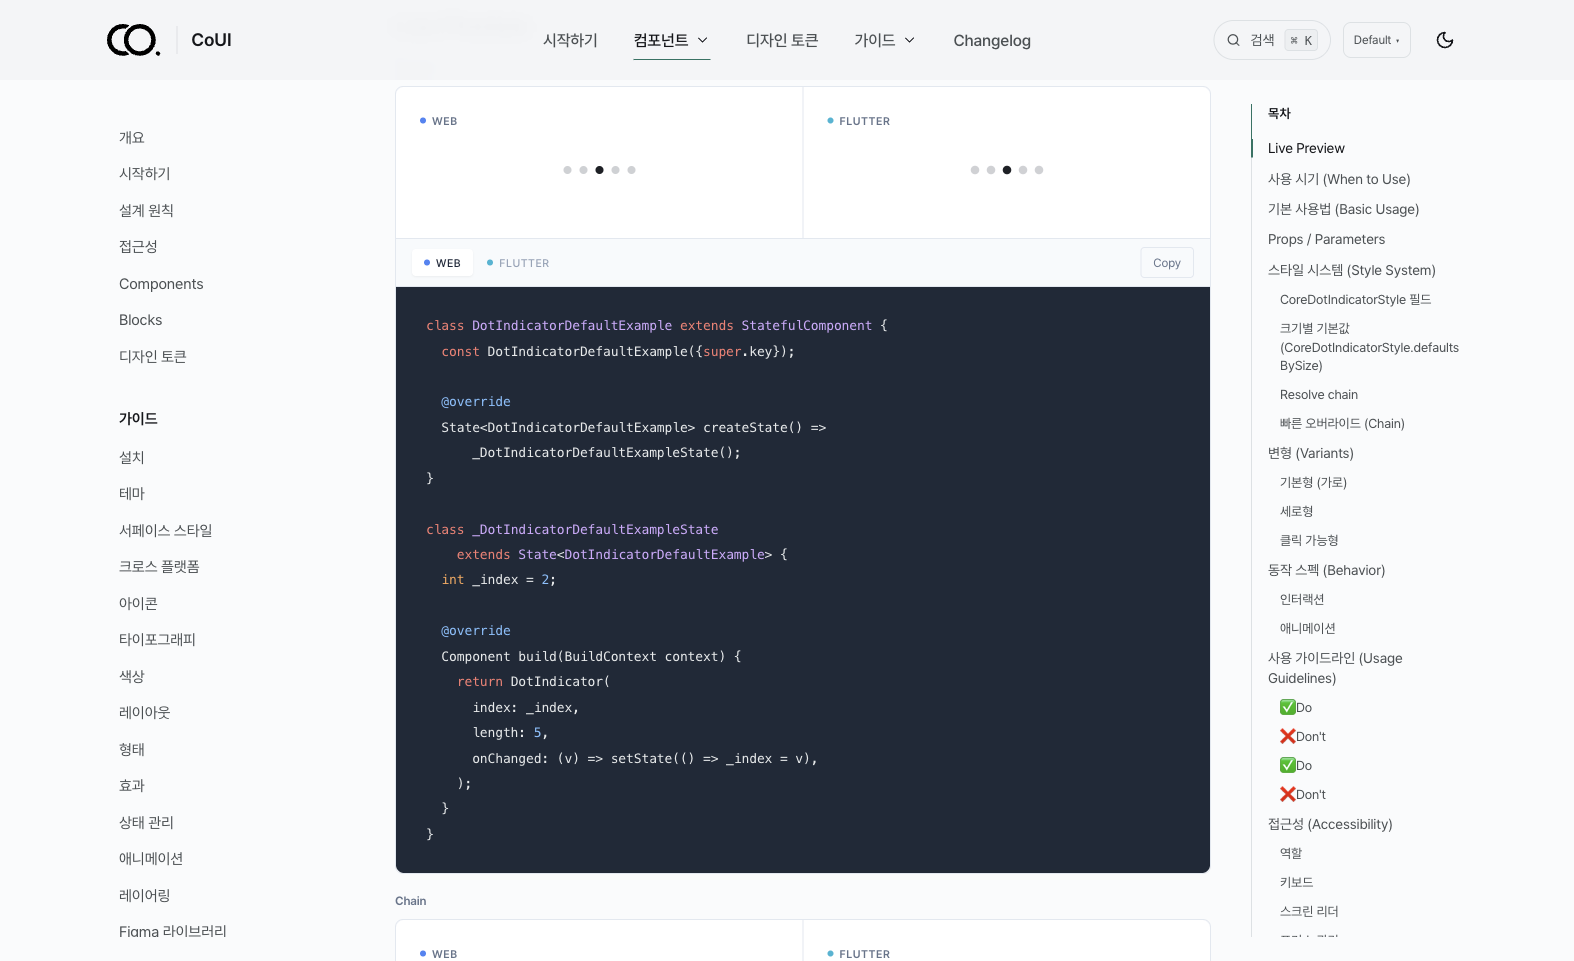 CO.
CoUI
시작하기
컴포넌트
디자인 토큰
가이드
Changelog
검색
⌘ K
Default
개요
시작하기
설계 원칙
접근성
Components
Blocks
디자인 토큰
가이드
설치
테마
서페이스 스타일
크로스 플랫폼
아이콘
타이포그래피
색상
레이아웃
형태
효과
상태 관리
애니메이션
레이어링
Figma 라이브러리
WEB
FLUTTER
WEB
FLUTTER
Copy
class DotIndicatorDefaultExample extends StatefulComponent {
const DotIndicatorDefaultExample({super.key});
@override
State<DotIndicatorDefaultExample> createState() =>
_DotIndicatorDefaultExampleState();
}
class _DotIndicatorDefaultExampleState
extends State<DotIndicatorDefaultExample> {
int _index = 2;
@override
Component build(BuildContext context) {
return DotIndicator(
index: _index,
length: 5,
onChanged: (v) => setState(() => _index = v),
);
}
}
Chain
WEB
FLUTTER
목차
Live Preview
사용 시기 (When to Use)
기본 사용법 (Basic Usage)
Props / Parameters
스타일 시스템 (Style System)
CoreDotIndicatorStyle 필드
크기별 기본값
(CoreDotIndicatorStyle.defaults
BySize)
Resolve chain
빠른 오버라이드 (Chain)
변형 (Variants)
기본형 (가로)
세로형
클릭 가능형
동작 스펙 (Behavior)
인터랙션
애니메이션
사용 가이드라인 (Usage
Guidelines)
✅Do
❌Don't
✅Do
❌Don't
접근성 (Accessibility)
역할
키보드
스크린 리더